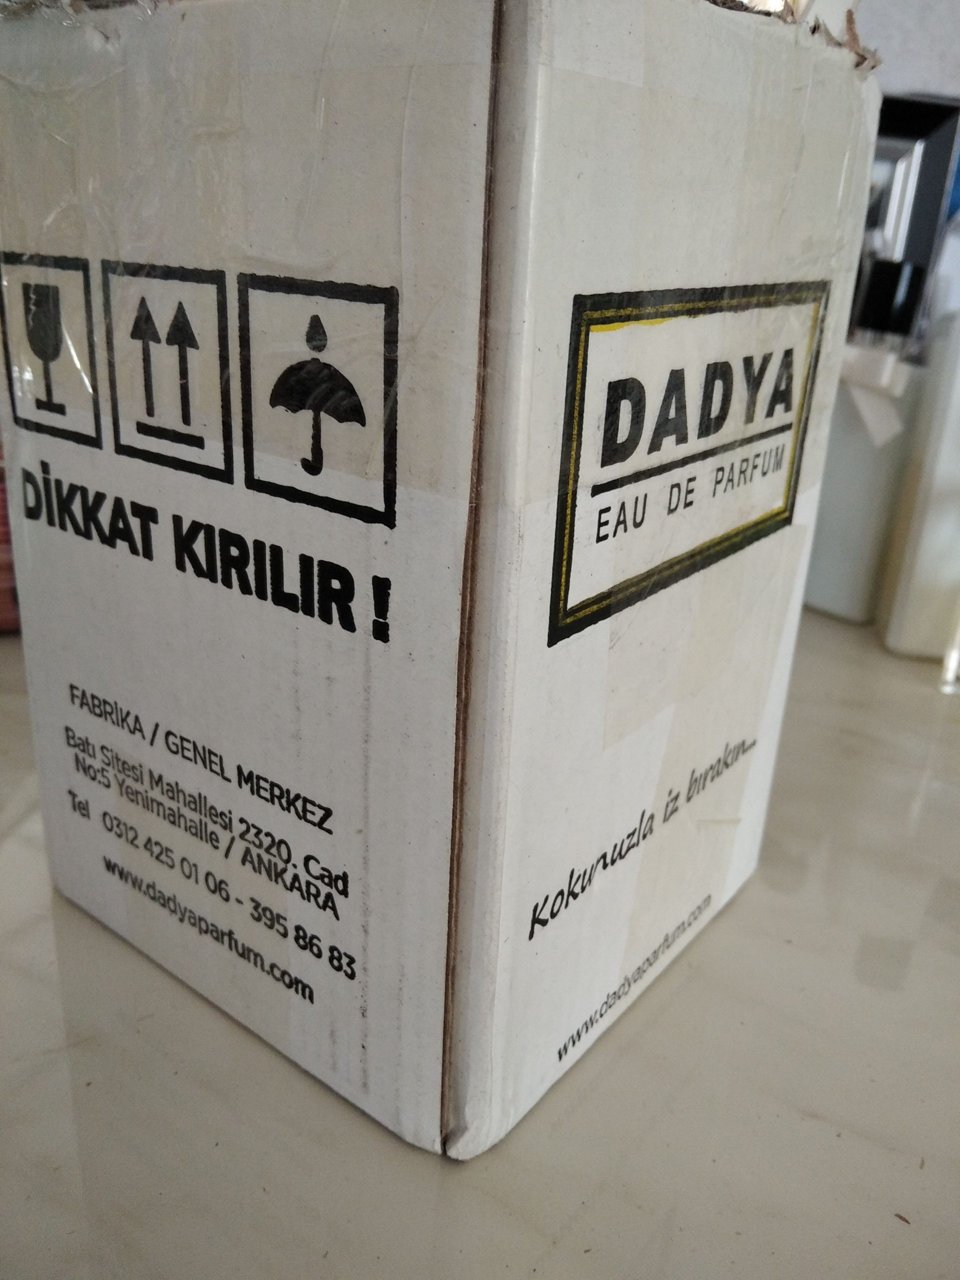 DİKKAT KIRILIR !
FABRİKA / GENEL MERKEZ
Batı Sitesi Mahallesi 2320. Cad
No:5 Yenimahalle / ANKARA
Tel 0312 425 01 06 - 395 86 83
www.dadyaparfum.com
DADYA
EAU DE PARFUM
Kokunuzla iz bırakın...
www.dadyaparfum.com